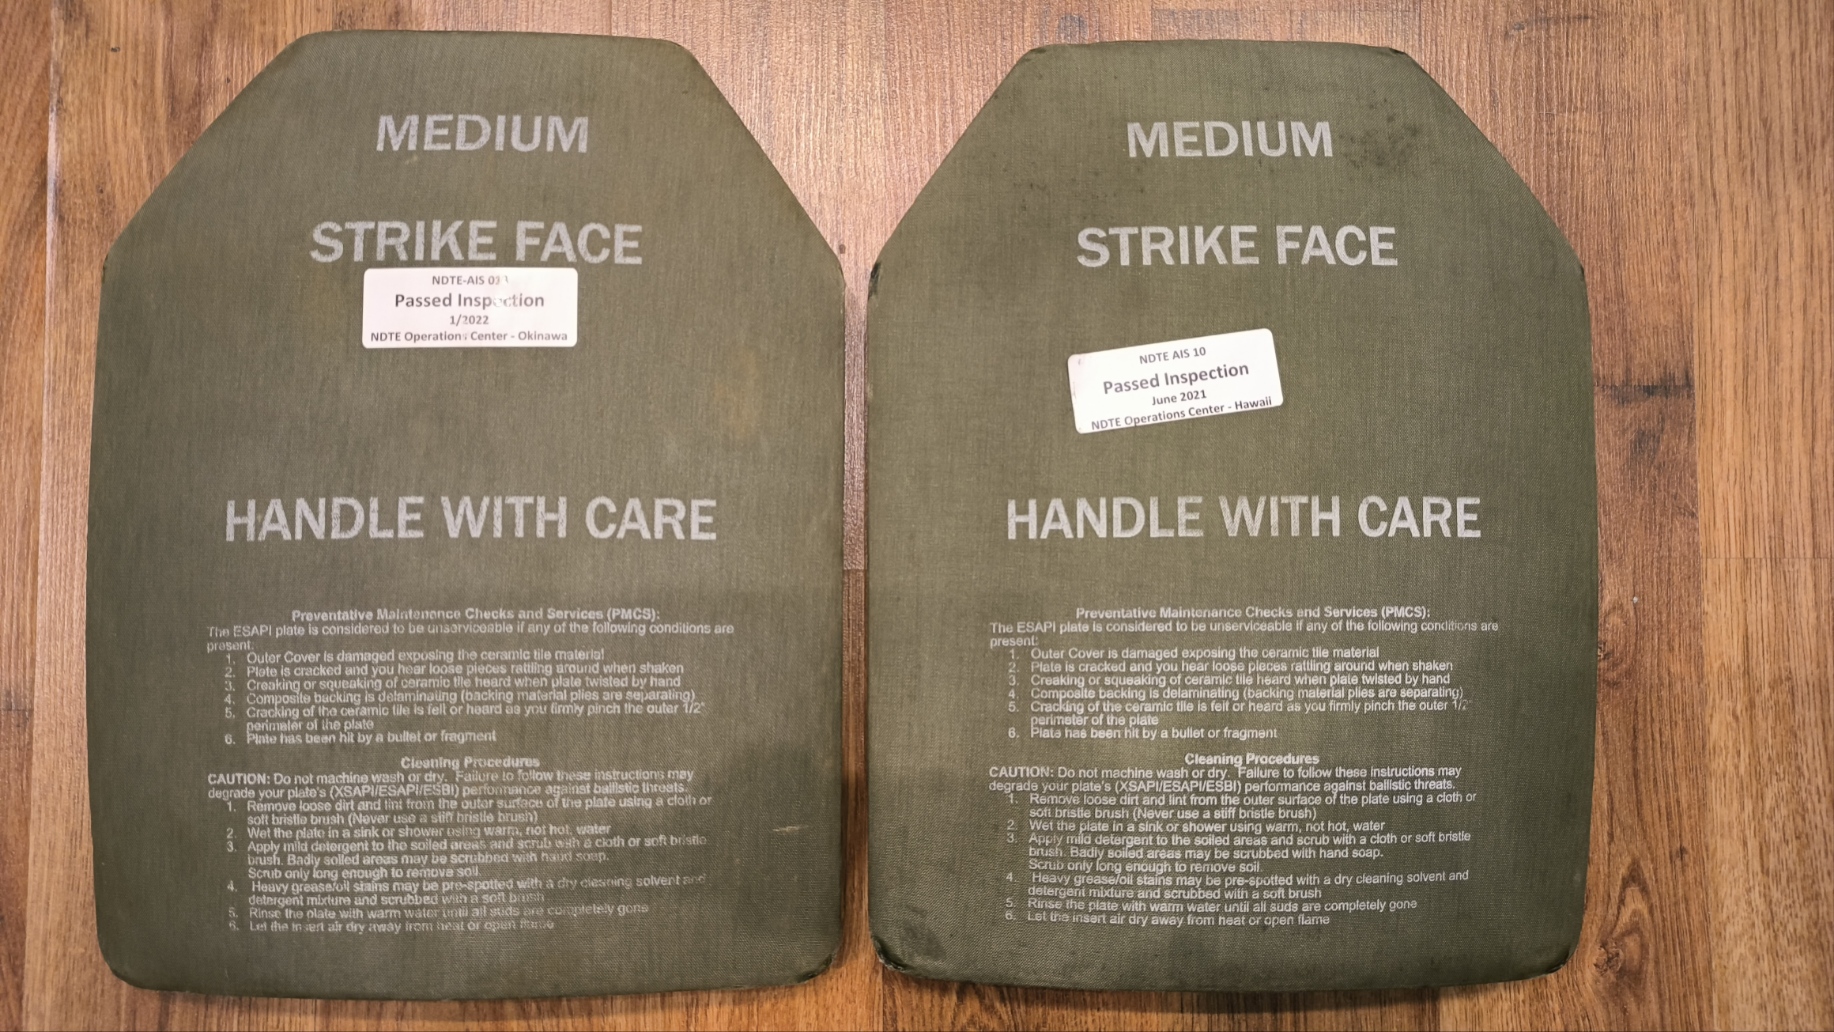 MEDIUM
STRIKE FACE
NDTE-AIS
Passed Inspection
1/2022
NDTE Operations Center - Okinawa
HANDLE WITH CARE
Preventative Maintenance Checks and Services (PMCS):
The ESAPI plate is considered to be unserviceable if any of the following conditions are
present:
1. Outer Cover is damaged exposing the ceramic tile material
2. Plate is cracked and you hear loose pieces rattling around when shaken
3. Creaking or squeaking of ceramic tile heard when plate twisted by hand
4. Composite backing is delaminating (backing material plies are separating)
5. Cracking of the ceramic tile is felt or heard as you firmly pinch the outer 1/2"
perimeter of the plate
6. Plate has been hit by a bullet or fragment
Cleaning Procedures
CAUTION: Do not machine wash or dry. Failure to follow these instructions may
degrade your plate's (XSAPI/ESAPI/ESBI) performance against ballistic threats.
1. Remove loose dirt and lint from the outer surface of the plate using a cloth or
soft bristle brush (Never use a stiff bristle brush)
2. Wet the plate in a sink or shower using warm, not hot, water
3. Apply mild detergent to the soiled areas and scrub with a cloth or soft bristle
brush. Badly soiled areas may be scrubbed with hand soap.
Scrub only long enough to remove soil.
4. Heavy grease/oil stains may be pre-spotted with a dry cleaning solvent and
detergent mixture and scrubbed with a soft brush
5. Rinse the plate with warm water until all suds are completely gone
6. Let the insert air dry away from heat or open flame
MEDIUM
STRIKE FACE
NDTE AIS 10
Passed Inspection
June 2021
NDTE Operations Center - Hawaii
HANDLE WITH CARE
Preventative Maintenance Checks and Services (PMCS):
The ESAPI plate is considered to be unserviceable if any of the following conditions are
present:
1. Outer Cover is damaged exposing the ceramic tile material
2. Plate is cracked and you hear loose pieces rattling around when shaken
3. Creaking or squeaking of ceramic tile heard when plate twisted by hand
4. Composite backing is delaminating (backing material plies are separating)
5. Cracking of the ceramic tile is felt or heard as you firmly pinch the outer 1/2"
perimeter of the plate
6. Plate has been hit by a bullet or fragment
Cleaning Procedures
CAUTION: Do not machine wash or dry. Failure to follow these instructions may
degrade your plate's (XSAPI/ESAPI/ESBI) performance against ballistic threats.
1. Remove loose dirt and lint from the outer surface of the plate using a cloth or
soft bristle brush (Never use a stiff bristle brush)
2. Wet the plate in a sink or shower using warm, not hot, water
3. Apply mild detergent to the soiled areas and scrub with a cloth or soft bristle
brush. Badly soiled areas may be scrubbed with hand soap.
Scrub only long enough to remove soil.
4. Heavy grease/oil stains may be pre-spotted with a dry cleaning solvent and
detergent mixture and scrubbed with a soft brush
5. Rinse the plate with warm water until all suds are completely gone
6. Let the insert air dry away from heat or open flame